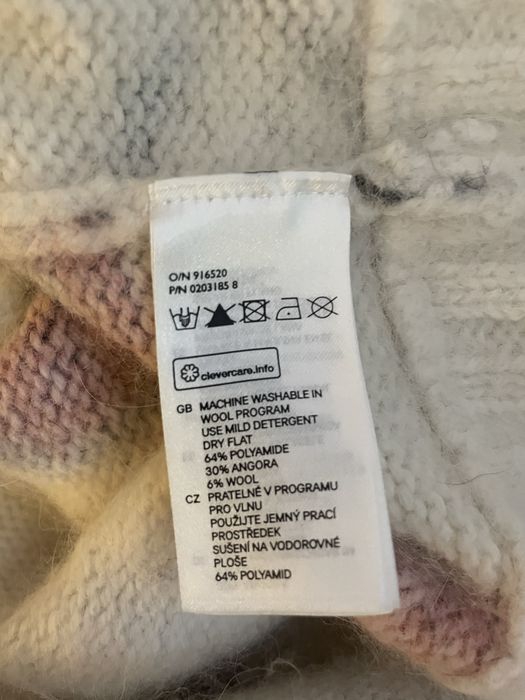 O/N 916520
P/N 0203185 8
clevercare.info
GB MACHINE WASHABLE IN
WOOL PROGRAM
USE MILD DETERGENT
DRY FLAT
64% POLYAMIDE
30% ANGORA
6% WOOL
CZ PRATELNÉ V PROGRAMU
PRO VLNU
POUŽIJTE JEMNÝ PRACÍ
PROSTŘEDEK
SUŠENÍ NA VODOROVNÉ
PLOŠE
64% POLYAMID